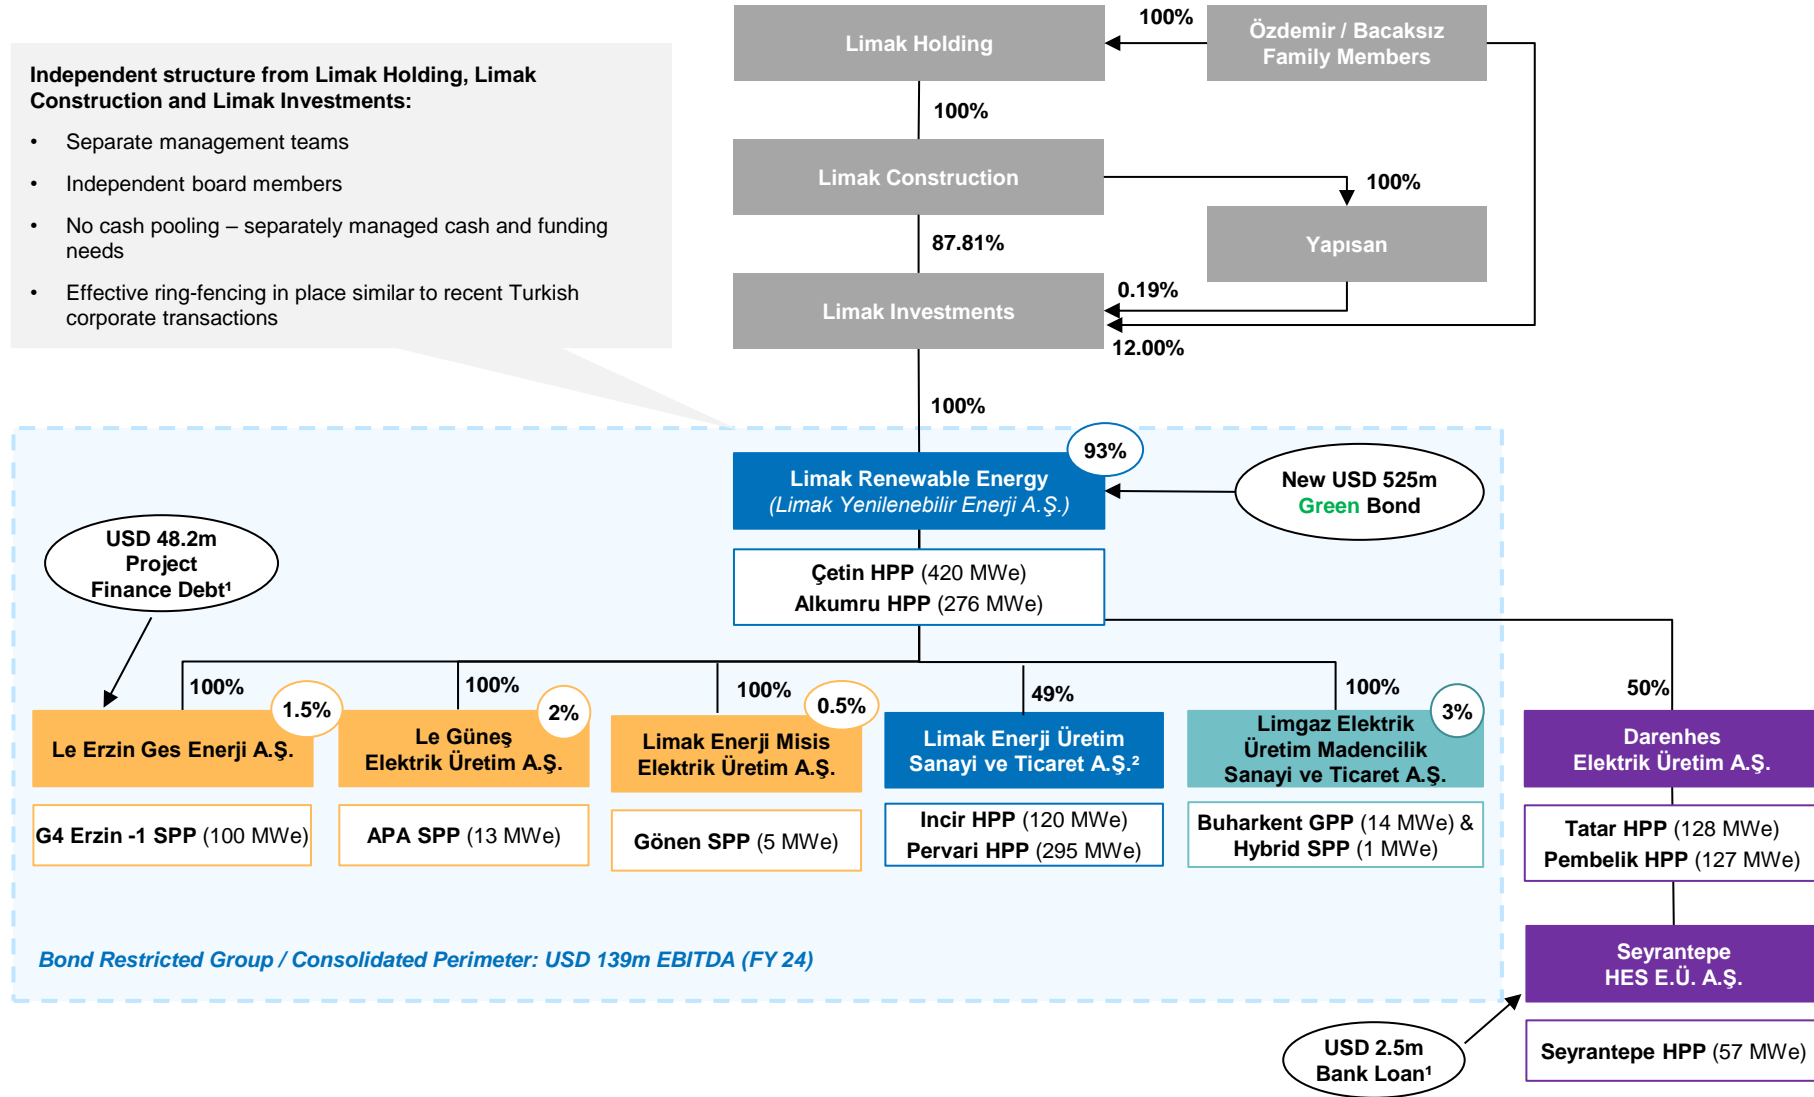 100%
Limak Holding
Özdemir / Bacaksız
Family Members
Independent structure from Limak Holding, Limak
Construction and Limak Investments:
• Separate management teams
• Independent board members
• No cash pooling – separately managed cash and funding
needs
• Effective ring-fencing in place similar to recent Turkish
corporate transactions
100%
Limak Construction
100%
87.81%
Yapısan
Limak Investments
0.19%
12.00%
100%
93%
Limak Renewable Energy
(Limak Yenilenebilir Enerji A.Ş.)
New USD 525m
Green Bond
USD 48.2m
Project
Finance Debt¹
Çetin HPP (420 MWe)
Alkumru HPP (276 MWe)
100%
1.5%
Le Erzin Ges Enerji A.Ş.
G4 Erzin -1 SPP (100 MWe)
100%
2%
Le Güneş
Elektrik Üretim A.Ş.
APA SPP (13 MWe)
100%
0.5%
Limak Enerji Misis
Elektrik Üretim A.Ş.
Gönen SPP (5 MWe)
49%
Limak Enerji Üretim
Sanayi ve Ticaret A.Ş.²
Incir HPP (120 MWe)
Pervari HPP (295 MWe)
100%
3%
Limgaz Elektrik
Üretim Madencilik
Sanayi ve Ticaret A.Ş.
Buharkent GPP (14 MWe) &
Hybrid SPP (1 MWe)
50%
Darenhes
Elektrik Üretim A.Ş.
Tatar HPP (128 MWe)
Pembelik HPP (127 MWe)
Bond Restricted Group / Consolidated Perimeter: USD 139m EBITDA (FY 24)
Seyrantepe
HES E.Ü. A.Ş.
USD 2.5m
Bank Loan¹
Seyrantepe HPP (57 MWe)